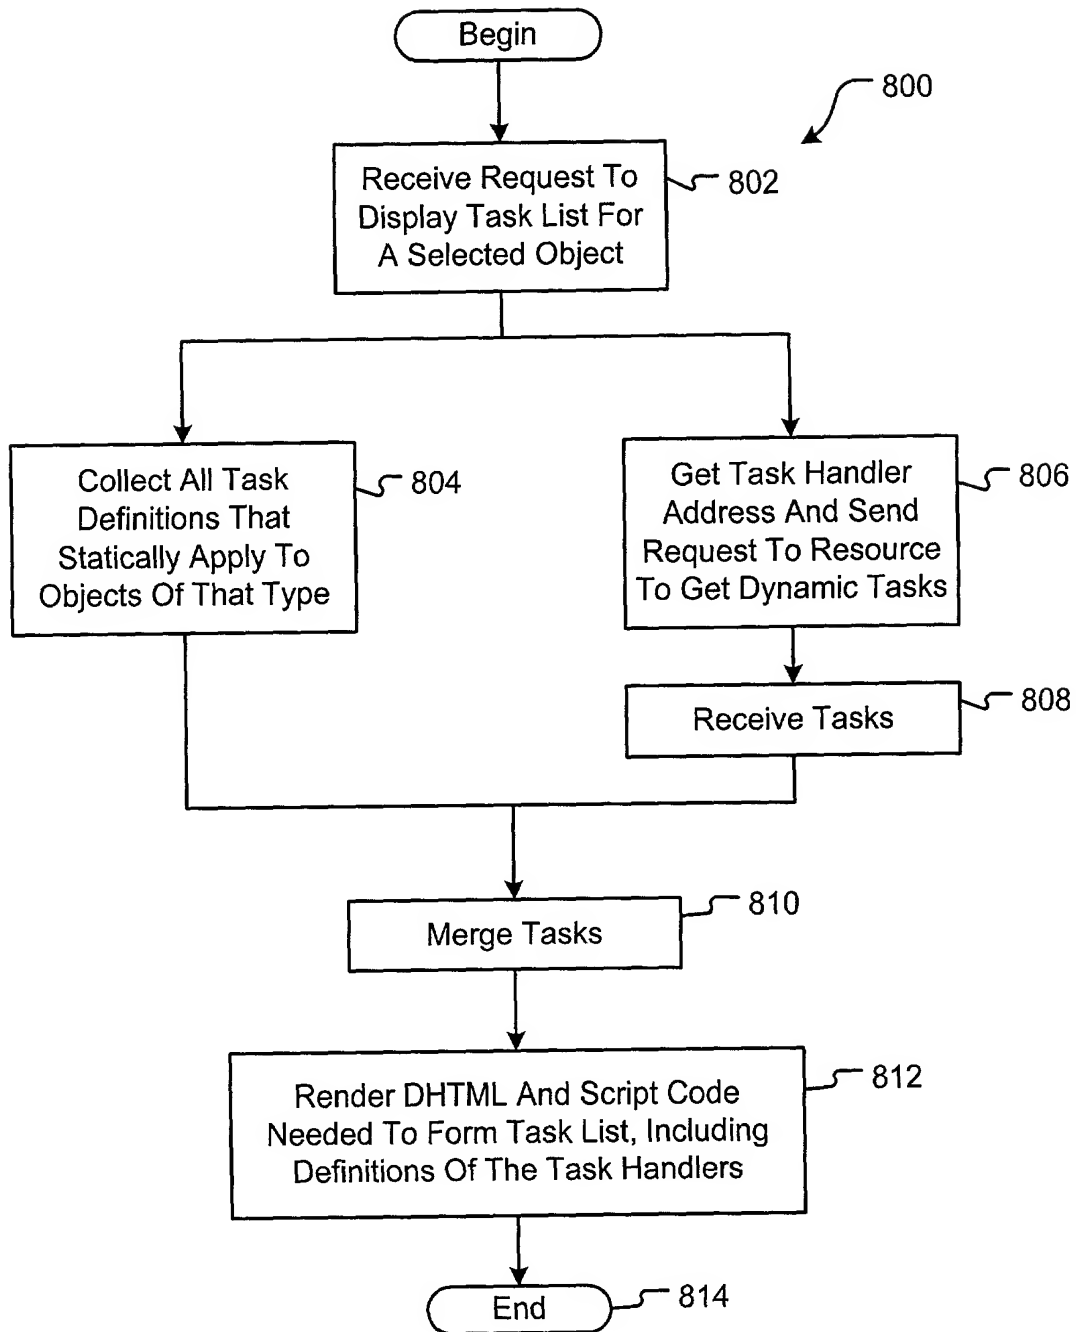 Begin
800
Receive Request To
Display Task List For
A Selected Object
802
Collect All Task
Definitions That
Statically Apply To
Objects Of That Type
804
Get Task Handler
Address And Send
Request To Resource
To Get Dynamic Tasks
806
Receive Tasks
808
Merge Tasks
810
Render DHTML And Script Code
Needed To Form Task List, Including
Definitions Of The Task Handlers
812
End
814